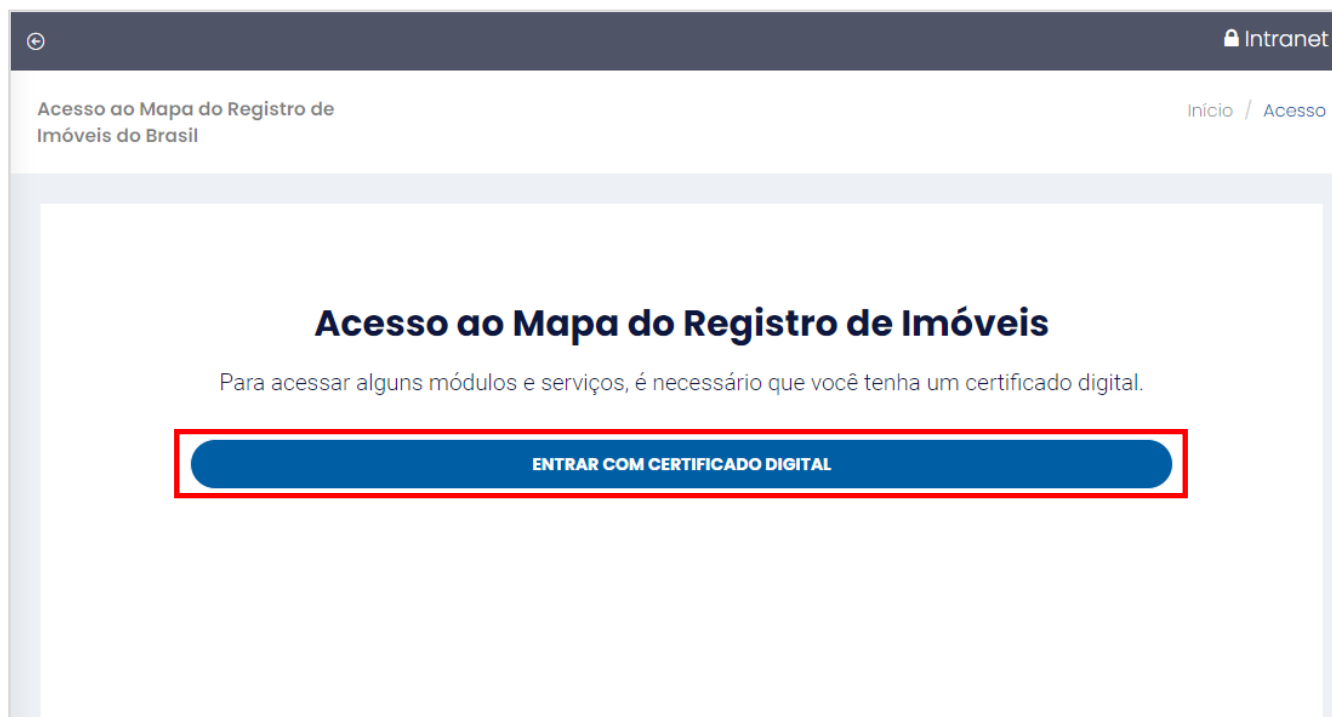 Intranet
Acesso ao Mapa do Registro de
Imóveis do Brasil
Início / Acesso
Acesso ao Mapa do Registro de Imóveis
Para acessar alguns módulos e serviços, é necessário que você tenha um certificado digital.
ENTRAR COM CERTIFICADO DIGITAL